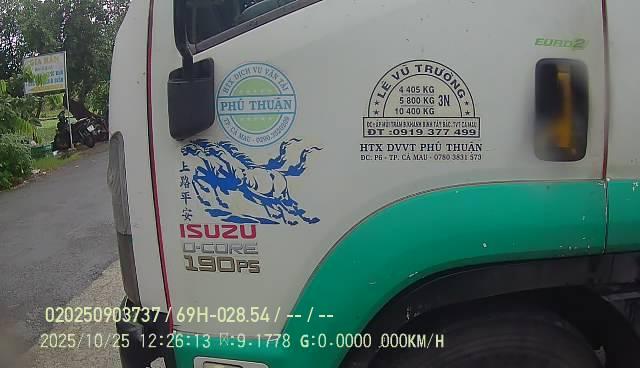 EURO2
HTX DỊCH VỤ VẬN TẢI
PHÚ THUẬN
TP. CÀ MAU
LÊ VŨ TRƯỜNG
4 405 KG
5 800 KG 3N
10 400 KG
ĐT :0919 377 499
HTX DVVT PHÚ THUẬN
ĐC: P6 - TP. CÀ MAU - 0780 3831 573
上路平安
ISUZU
D-CORE
190PS
020250903737 / 69H-028.54 / -- / --
2025/10/25 12:26:13 :9.1778 G:0.0000 000KM/H